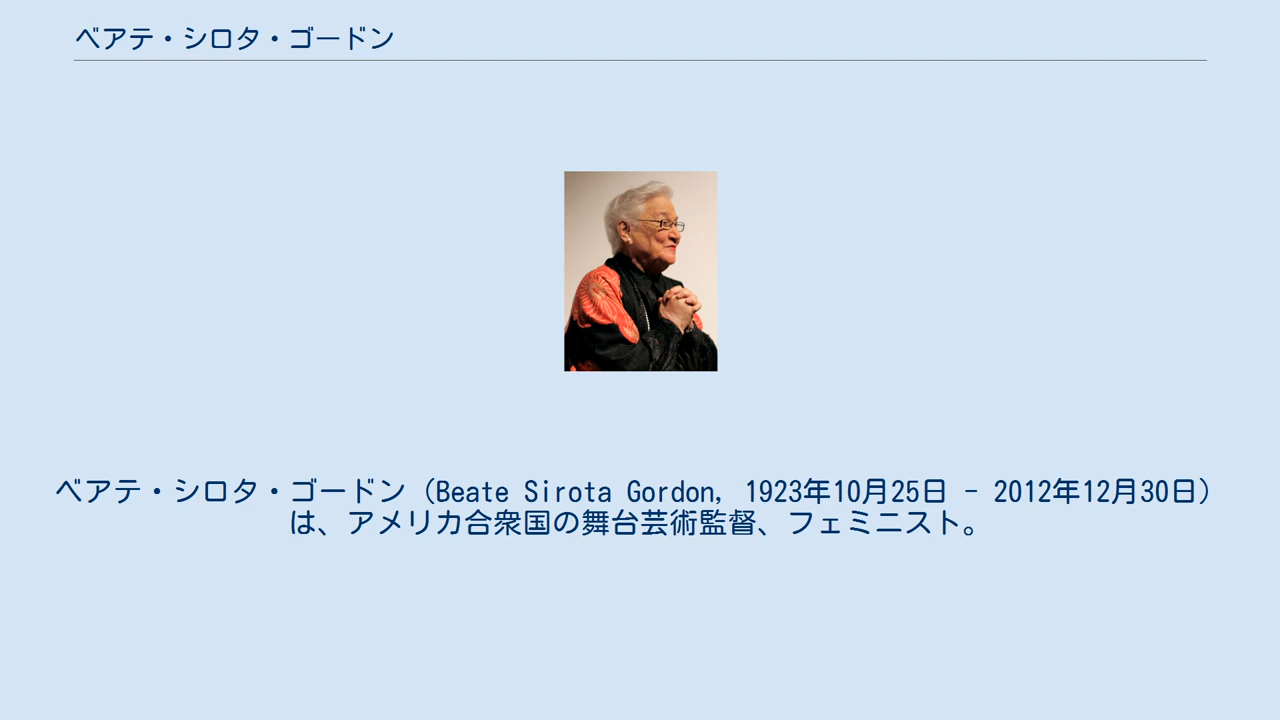 ベアテ・シロタ・ゴードン
ベアテ・シロタ・ゴードン（Beate Sirota Gordon, 1923年10月25日 - 2012年12月30日）
は、アメリカ合衆国の舞台芸術監督、フェミニスト。